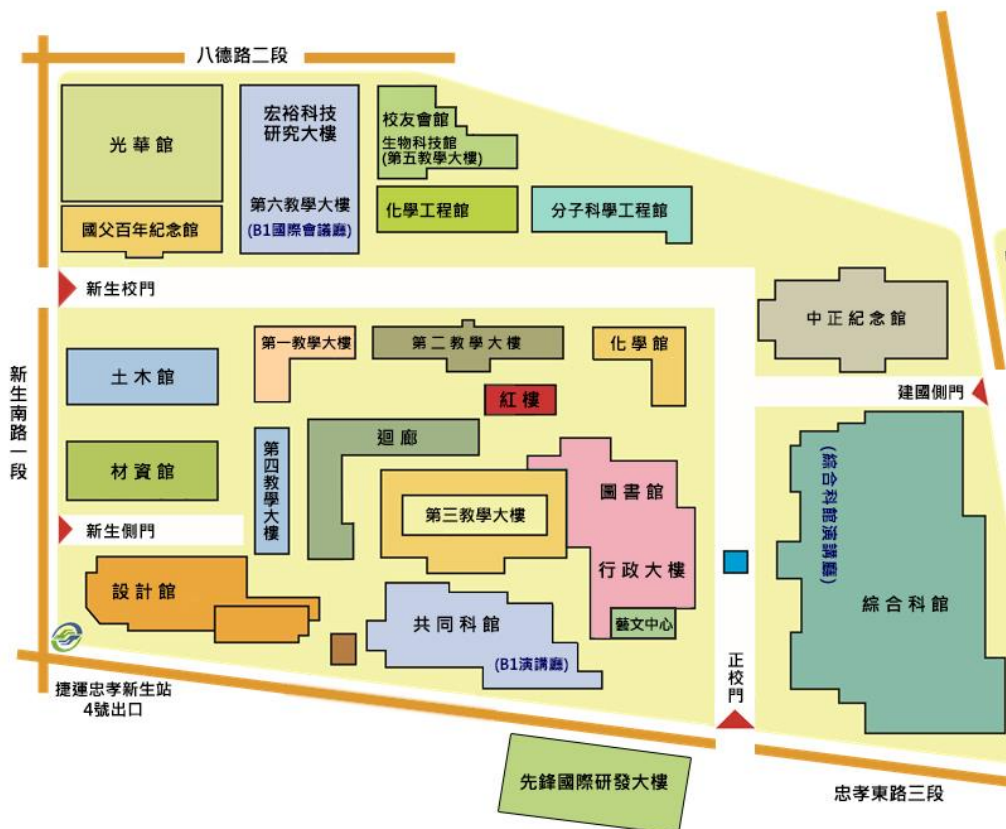 八德路二段
光華館
宏裕科技
研究大樓
第六教學大樓
(B1國際會議廳)
校友會館
生物科技館
(第五教學大樓)
國父百年紀念館
化學工程館
分子科學工程館
新生校門
中正紀念館
新生南路一段
土木館
第一教學大樓
第二教學大樓
化學館
建國側門
紅樓
材資館
第四教學大樓
迴廊
第三教學大樓
圖書館
行政大樓
藝文中心
(綜合科館演講廳)
綜合科館
新生側門
設計館
共同科館
(B1演講廳)
正校門
捷運忠孝新生站
4號出口
先鋒國際研發大樓
忠孝東路三段